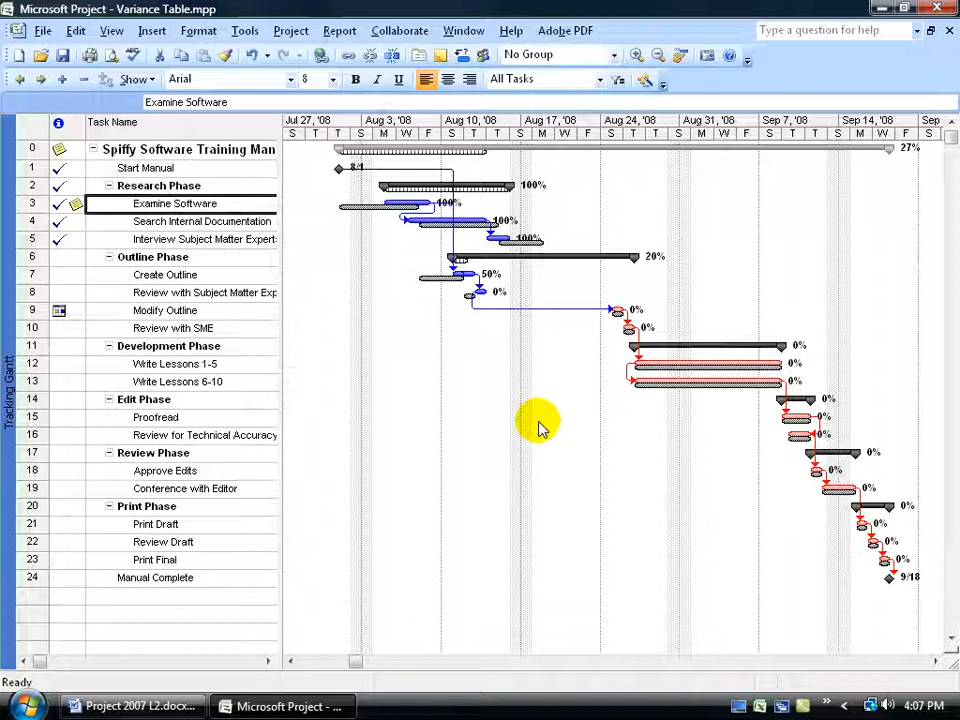 Microsoft Project - Variance Table.mpp
File Edit View Insert Format Tools Project Report Collaborate Window Help Adobe PDF Type a question for help
No Group
Show Arial 8 B I U All Tasks
Examine Software
Task Name Jul 27, '08 Aug 3, '08 Aug 10, '08 Aug 17, '08 Aug 24, '08 Aug 31, '08 Sep 7, '08 Sep 14, '08 Sep
S T T S M W F S T T S M W F S T T S M W F S T T S M W F S
0 Spiffy Software Training Man 27%
1 Start Manual 8/1
2 Research Phase 100%
3 Examine Software 100%
4 Search Internal Documentation 100%
5 Interview Subject Matter Expert: 100%
6 Outline Phase 20%
7 Create Outline 50%
8 Review with Subject Matter Exp 0%
9 Modify Outline 0%
10 Review with SME 0%
11 Development Phase 0%
12 Write Lessons 1-5 0%
13 Write Lessons 6-10 0%
14 Edit Phase 0%
15 Proofread 0%
16 Review for Technical Accuracy 0%
17 Review Phase 0%
18 Approve Edits 0%
19 Conference with Editor 0%
20 Print Phase 0%
21 Print Draft 0%
22 Review Draft 0%
23 Print Final 0%
24 Manual Complete 9/18
Tracking Gantt
Ready
Project 2007 L2.docx... Microsoft Project - ... 4:07 PM